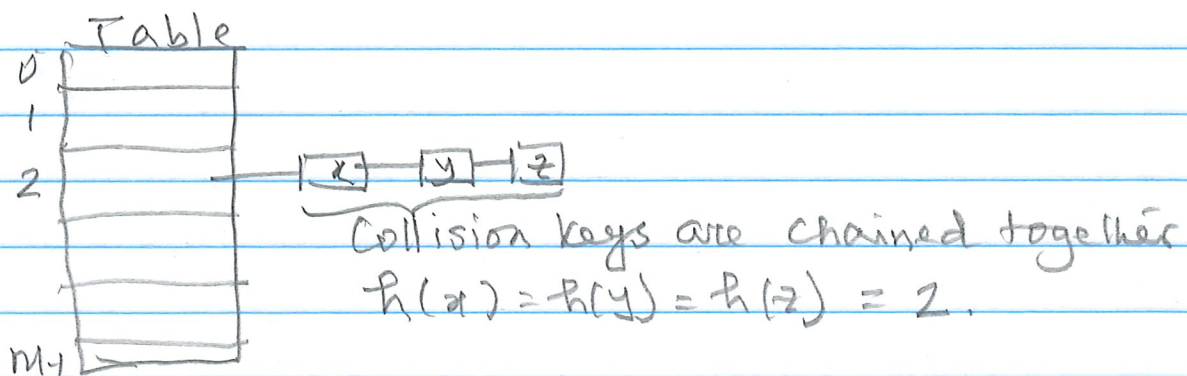 Table
0
1
2
x y z
Collision keys are chained together
h(x) = h(y) = h(z) = 2.
m-1